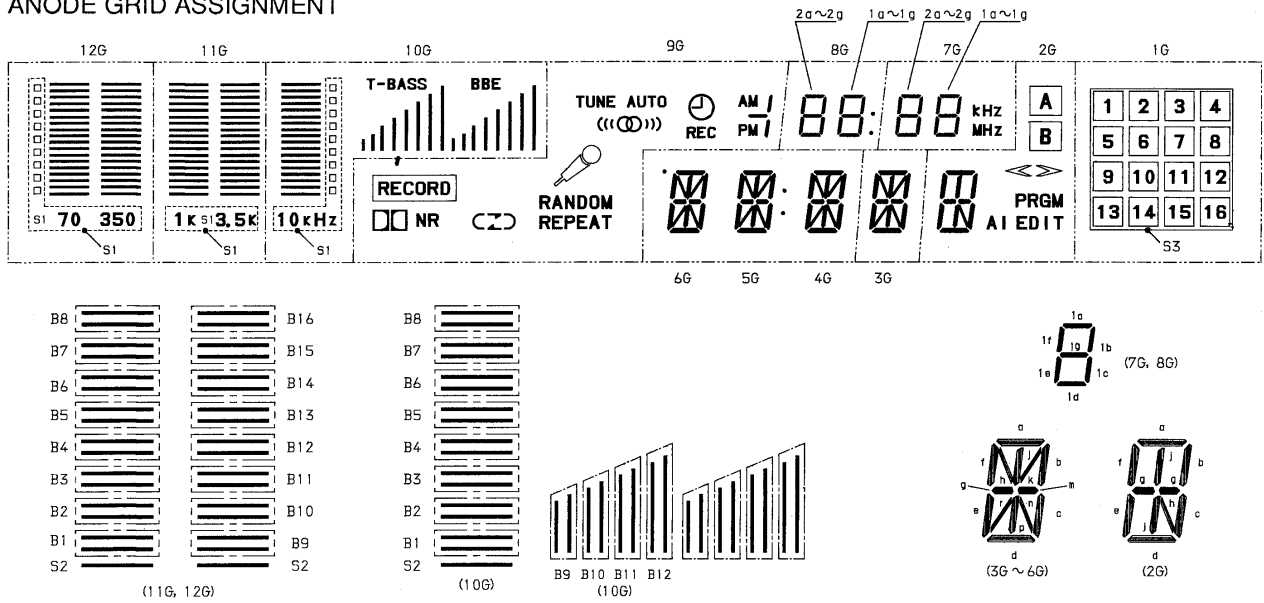 ANODE GRID ASSIGNMENT
2a~2g 1a~1g 2a~2g 1a~1g
12G 11G 10G 9G 8G 7G 2G 1G
T-BASS BBE
TUNE AUTO
REC
AM
PM
1
88:88
kHz
MHz
A
B
1 2 3 4
5 6 7 8
9 10 11 12
13 14 15 16
RECORD
NR
RANDOM
REPEAT
PRGM
AI EDIT
S1 70 350
1K S1 3.5K
10kHz
S1 S1 S1 S3
6G 5G 4G 3G
B8 B16
B7 B15
B6 B14
B5 B13
B4 B12
B3 B11
B2 B10
B1 B9
S2 S2
(11G, 12G)
B8
B7
B6
B5
B4
B3
B2
B1
S2
(10G)
B9 B10 B11 B12
(10G)
1a
1f 1g 1b
1e 1c
1d
(7G, 8G)
a
f j b
g h k m
e r n c
p
d
(3G ~ 6G)
a
f j b
g g
e h c
j
d
(2G)